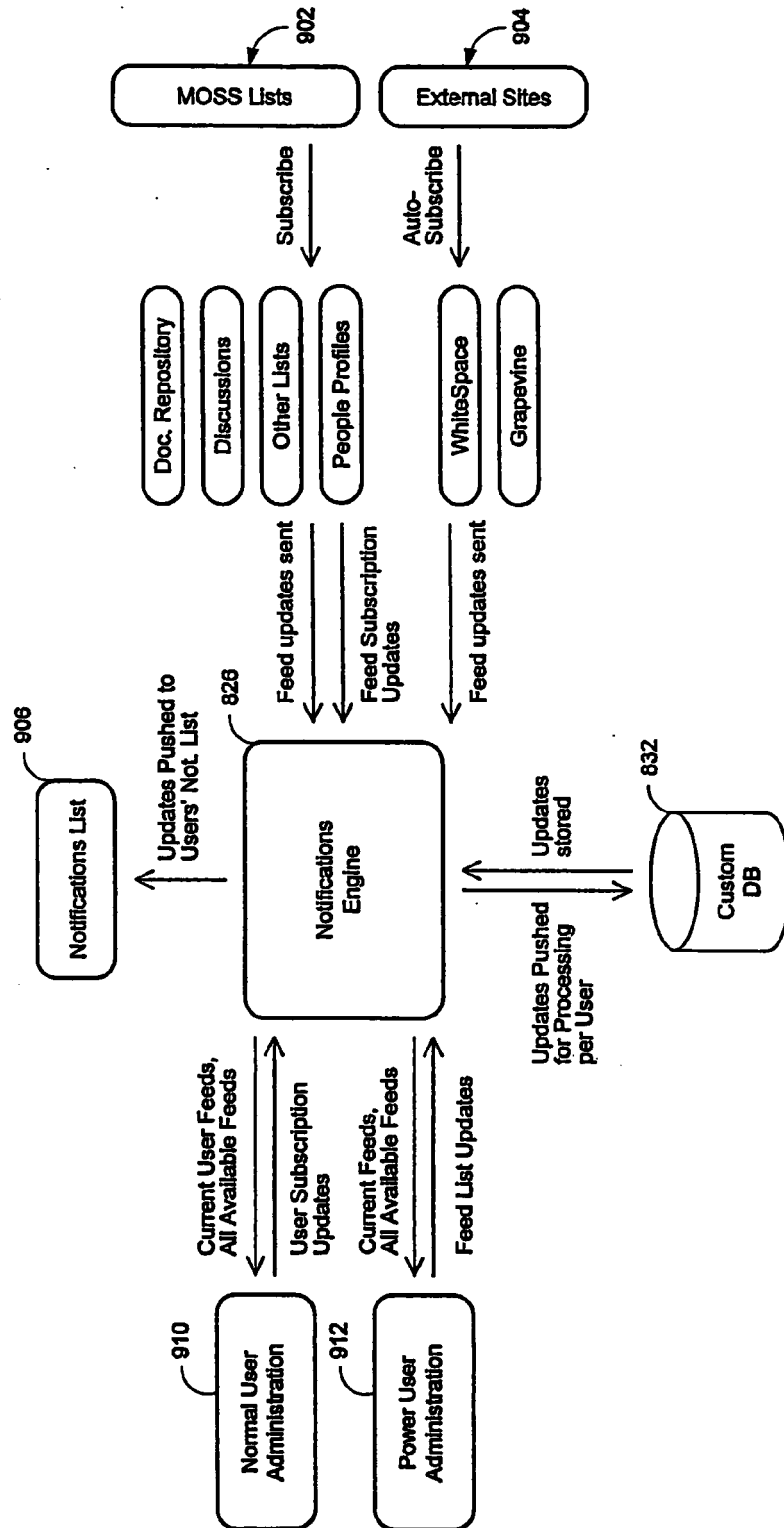 906
Notifications List
Updates Pushed to
Users' Not. List
910
Normal User
Administration
Current User Feeds,
All Available Feeds
User Subscription
Updates
912
Power User
Administration
Current Feeds,
All Available Feeds
Feed List Updates
826
Notifications
Engine
Updates Pushed
for Processing
per User
Updates
stored
832
Custom
DB
Feed updates sent
Feed Subscription
Updates
Feed updates sent
Doc. Repository
Discussions
Other Lists
People Profiles
WhiteSpace
Grapevine
Subscribe
Auto-
Subscribe
MOSS Lists
902
External Sites
904